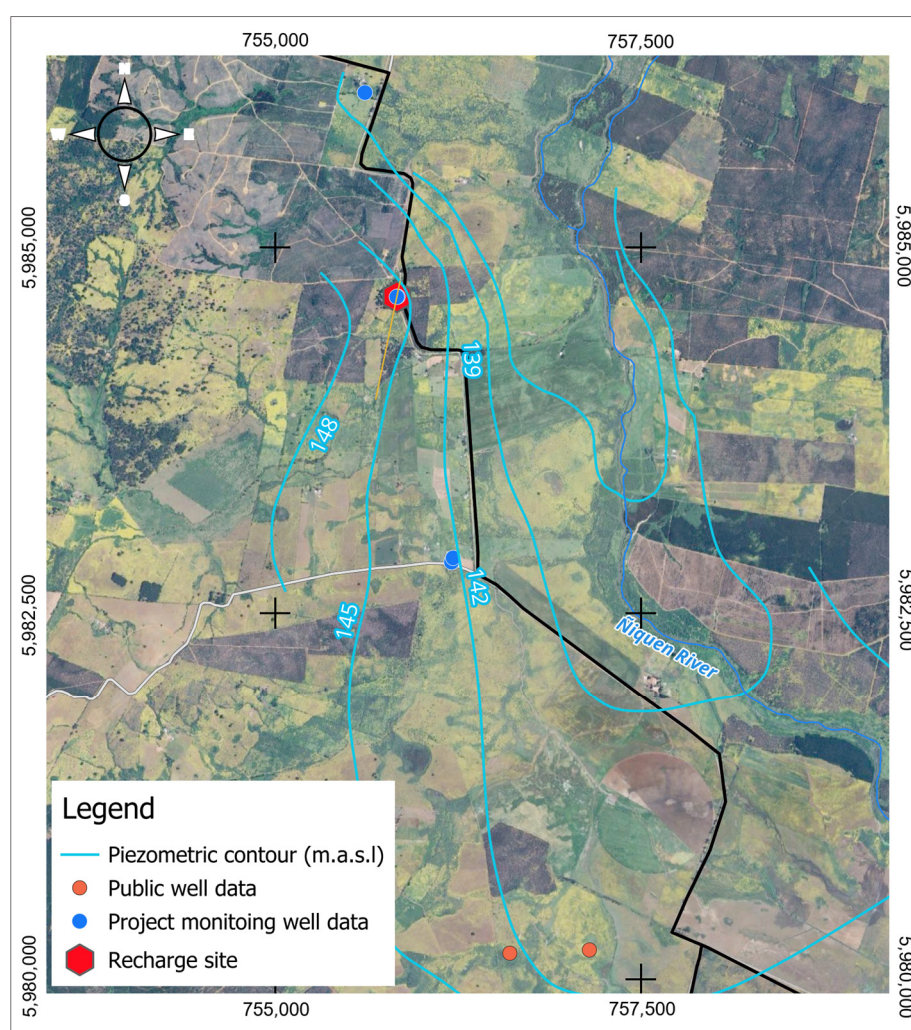 755,000
757,500
5,985,000
5,985,000
139
148
5,982,500
5,982,500
142
145
Ñiquen River
Legend
Piezometric contour (m.a.s.l)
Public well data
Project monitoing well data
Recharge site
5,980,000
5,980,000
755,000
757,500